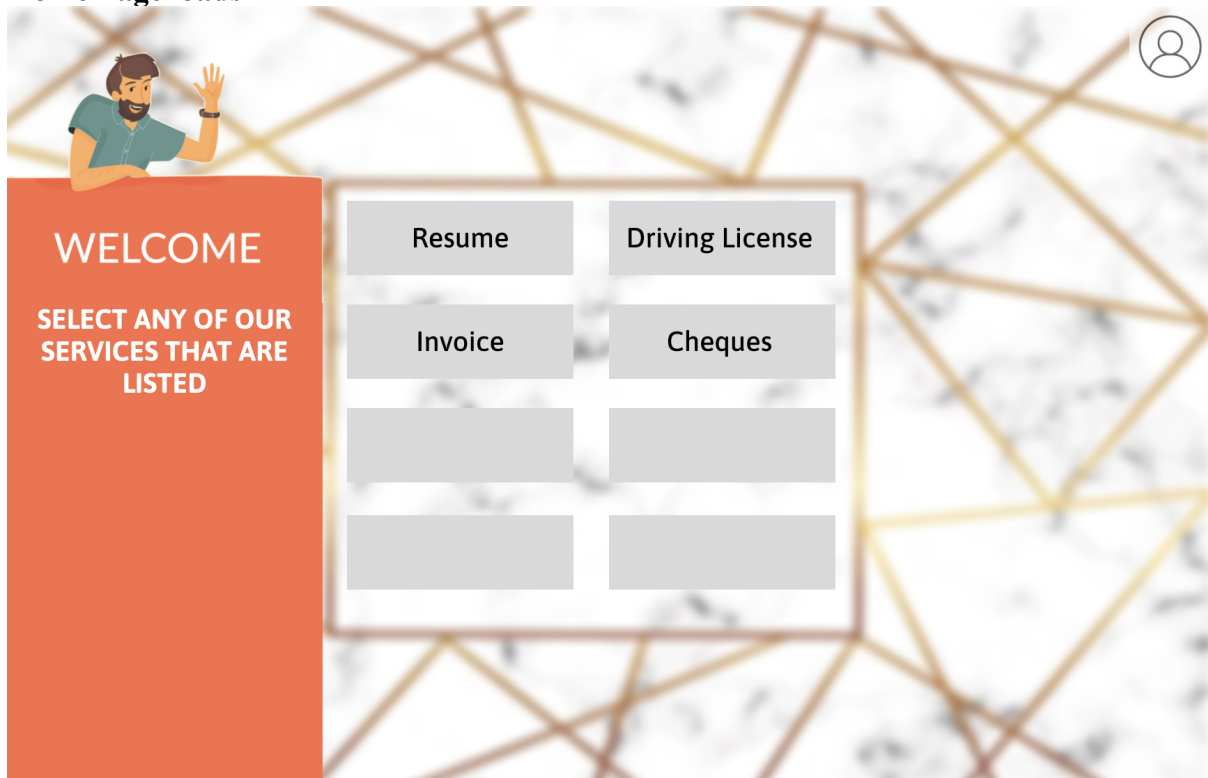 WELCOME
SELECT ANY OF OUR
SERVICES THAT ARE
LISTED
Resume
Driving License
Invoice
Cheques